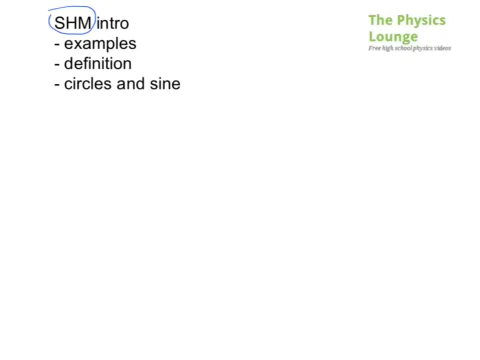 SHM intro
- examples
- definition
- circles and sine
The Physics
Lounge
Free high school physics videos